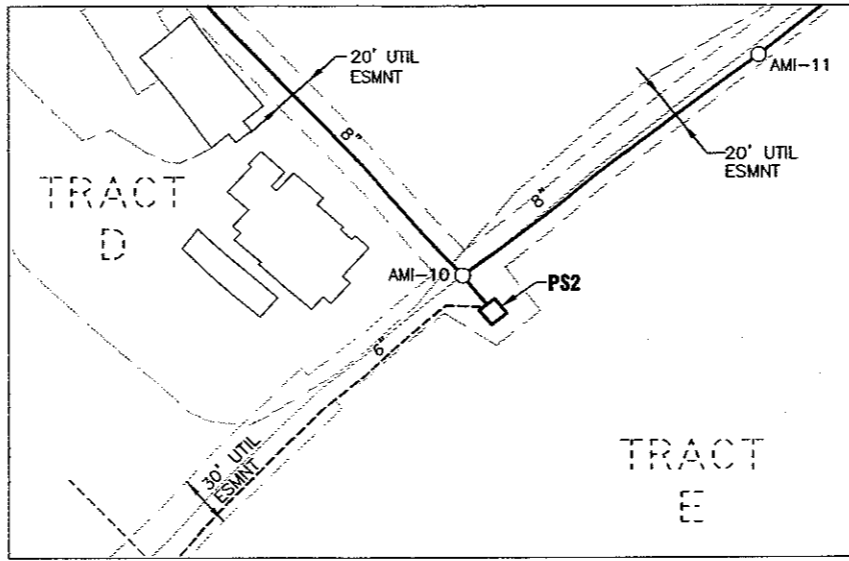 20' UTIL
ESMNT
AMI-11
8"
20' UTIL
ESMNT
TRACT
D
8"
AMI-10
PS2
6"
30' UTIL
ESMNT
TRACT
E